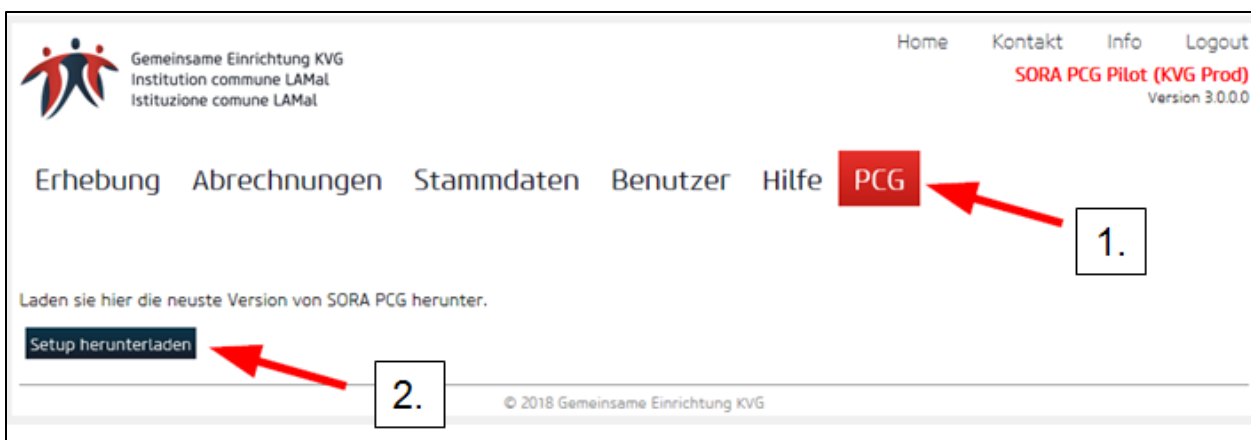 Gemeinsame Einrichtung KVG
Institution commune LAMal
Istituzione comune LAMal
Home Kontakt Info Logout
SORA PCG Pilot (KVG Prod)
Version 3.0.0.0
Erhebung Abrechnungen Stammdaten Benutzer Hilfe PCG
1.
Laden sie hier die neuste Version von SORA PCG herunter.
Setup herunterladen
2.
© 2018 Gemeinsame Einrichtung KVG